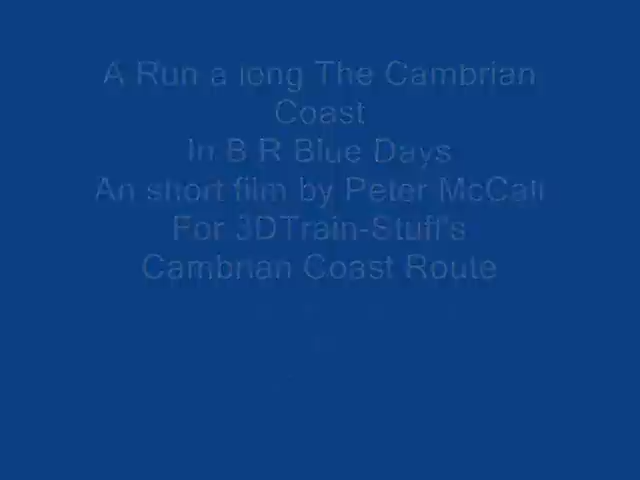 A Run a long The Cambrian
Coast
In B R Blue Days
An short film by Peter McCall
For 3DTrain-Stuff's
Cambrian Coast Route